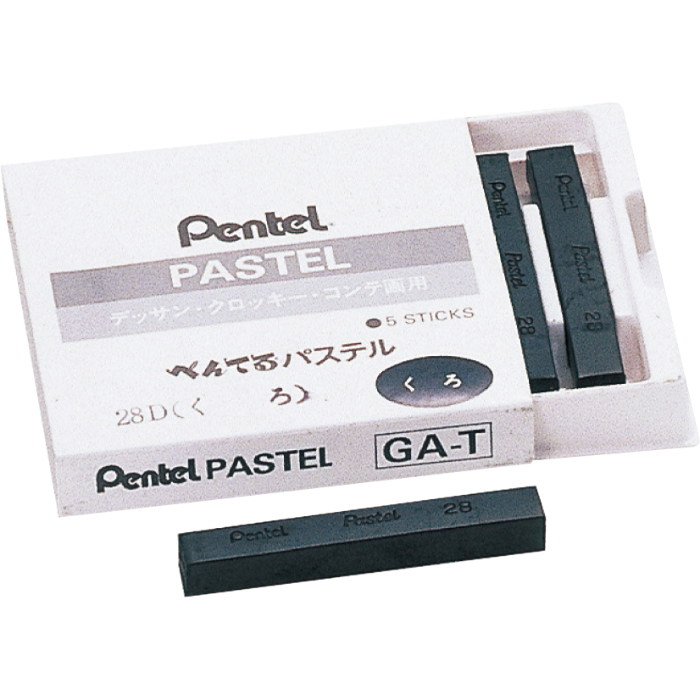 Pentel
PASTEL
デッサン・クロッキー・コンテ画用
●5 STICKS
ぺんてるパステル
28D(くろ)
くろ
Pentel PASTEL GA-T
Pentel Pastel 28
Pentel Pastel 28
Pentel Pastel 28